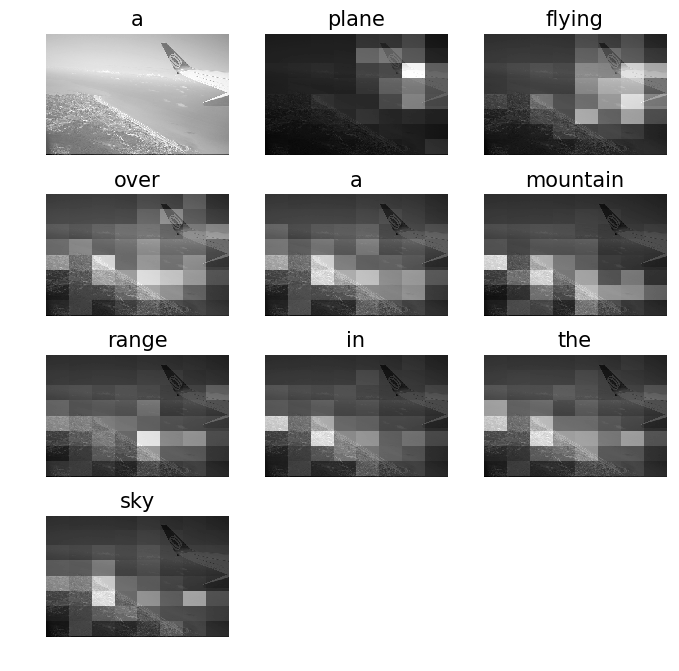 a plane flying
over a mountain
range in the
sky